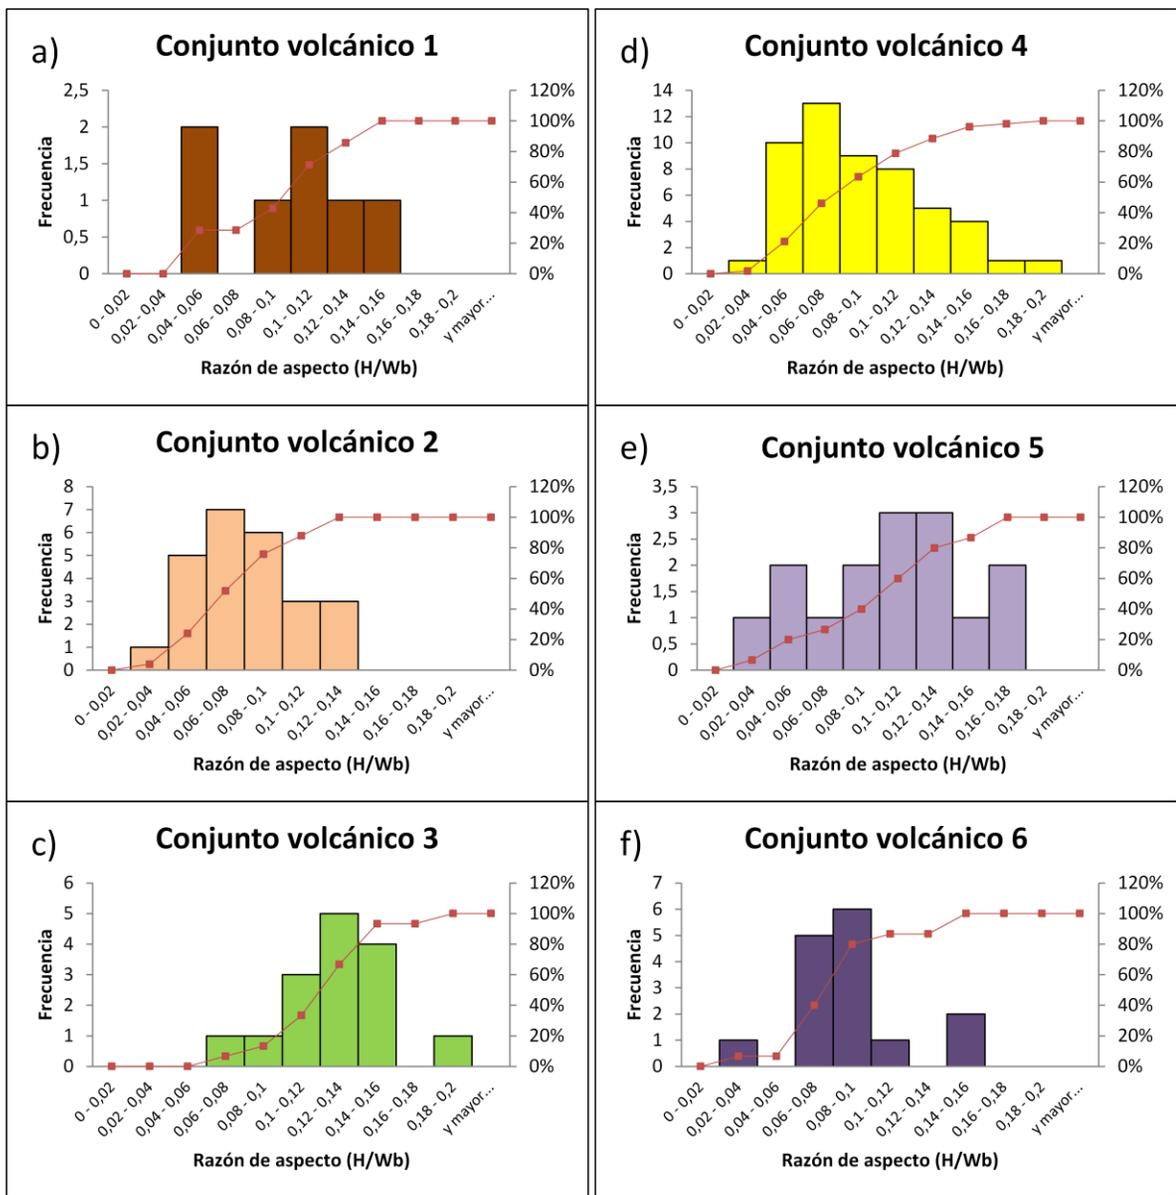 a)
Conjunto volcánico 1
Frecuencia
2,5
2
1,5
1
0,5
0
120%
100%
80%
60%
40%
20%
0%
0 - 0,02
0,02 - 0,04
0,04 - 0,06
0,06 - 0,08
0,08 - 0,1
0,1 - 0,12
0,12 - 0,14
0,14 - 0,16
0,16 - 0,18
0,18 - 0,2
y mayor...
Razón de aspecto (H/Wb)
b)
Conjunto volcánico 2
Frecuencia
8
7
6
5
4
3
2
1
0
120%
100%
80%
60%
40%
20%
0%
0 - 0,02
0,02 - 0,04
0,04 - 0,06
0,06 - 0,08
0,08 - 0,1
0,1 - 0,12
0,12 - 0,14
0,14 - 0,16
0,16 - 0,18
0,18 - 0,2
y mayor...
Razón de aspecto (H/Wb)
c)
Conjunto volcánico 3
Frecuencia
6
5
4
3
2
1
0
120%
100%
80%
60%
40%
20%
0%
0 - 0,02
0,02 - 0,04
0,04 - 0,06
0,06 - 0,08
0,08 - 0,1
0,1 - 0,12
0,12 - 0,14
0,14 - 0,16
0,16 - 0,18
0,18 - 0,2
y mayor...
Razón de aspecto (H/Wb)
d)
Conjunto volcánico 4
Frecuencia
14
12
10
8
6
4
2
0
120%
100%
80%
60%
40%
20%
0%
0 - 0,02
0,02 - 0,04
0,04 - 0,06
0,06 - 0,08
0,08 - 0,1
0,1 - 0,12
0,12 - 0,14
0,14 - 0,16
0,16 - 0,18
0,18 - 0,2
y mayor...
Razón de aspecto (H/Wb)
e)
Conjunto volcánico 5
Frecuencia
3,5
3
2,5
2
1,5
1
0,5
0
120%
100%
80%
60%
40%
20%
0%
0 - 0,02
0,02 - 0,04
0,04 - 0,06
0,06 - 0,08
0,08 - 0,1
0,1 - 0,12
0,12 - 0,14
0,14 - 0,16
0,16 - 0,18
0,18 - 0,2
y mayor...
Razón de aspecto (H/Wb)
f)
Conjunto volcánico 6
Frecuencia
7
6
5
4
3
2
1
0
120%
100%
80%
60%
40%
20%
0%
0 - 0,02
0,02 - 0,04
0,04 - 0,06
0,06 - 0,08
0,08 - 0,1
0,1 - 0,12
0,12 - 0,14
0,14 - 0,16
0,16 - 0,18
0,18 - 0,2
y mayor...
Razón de aspecto (H/Wb)